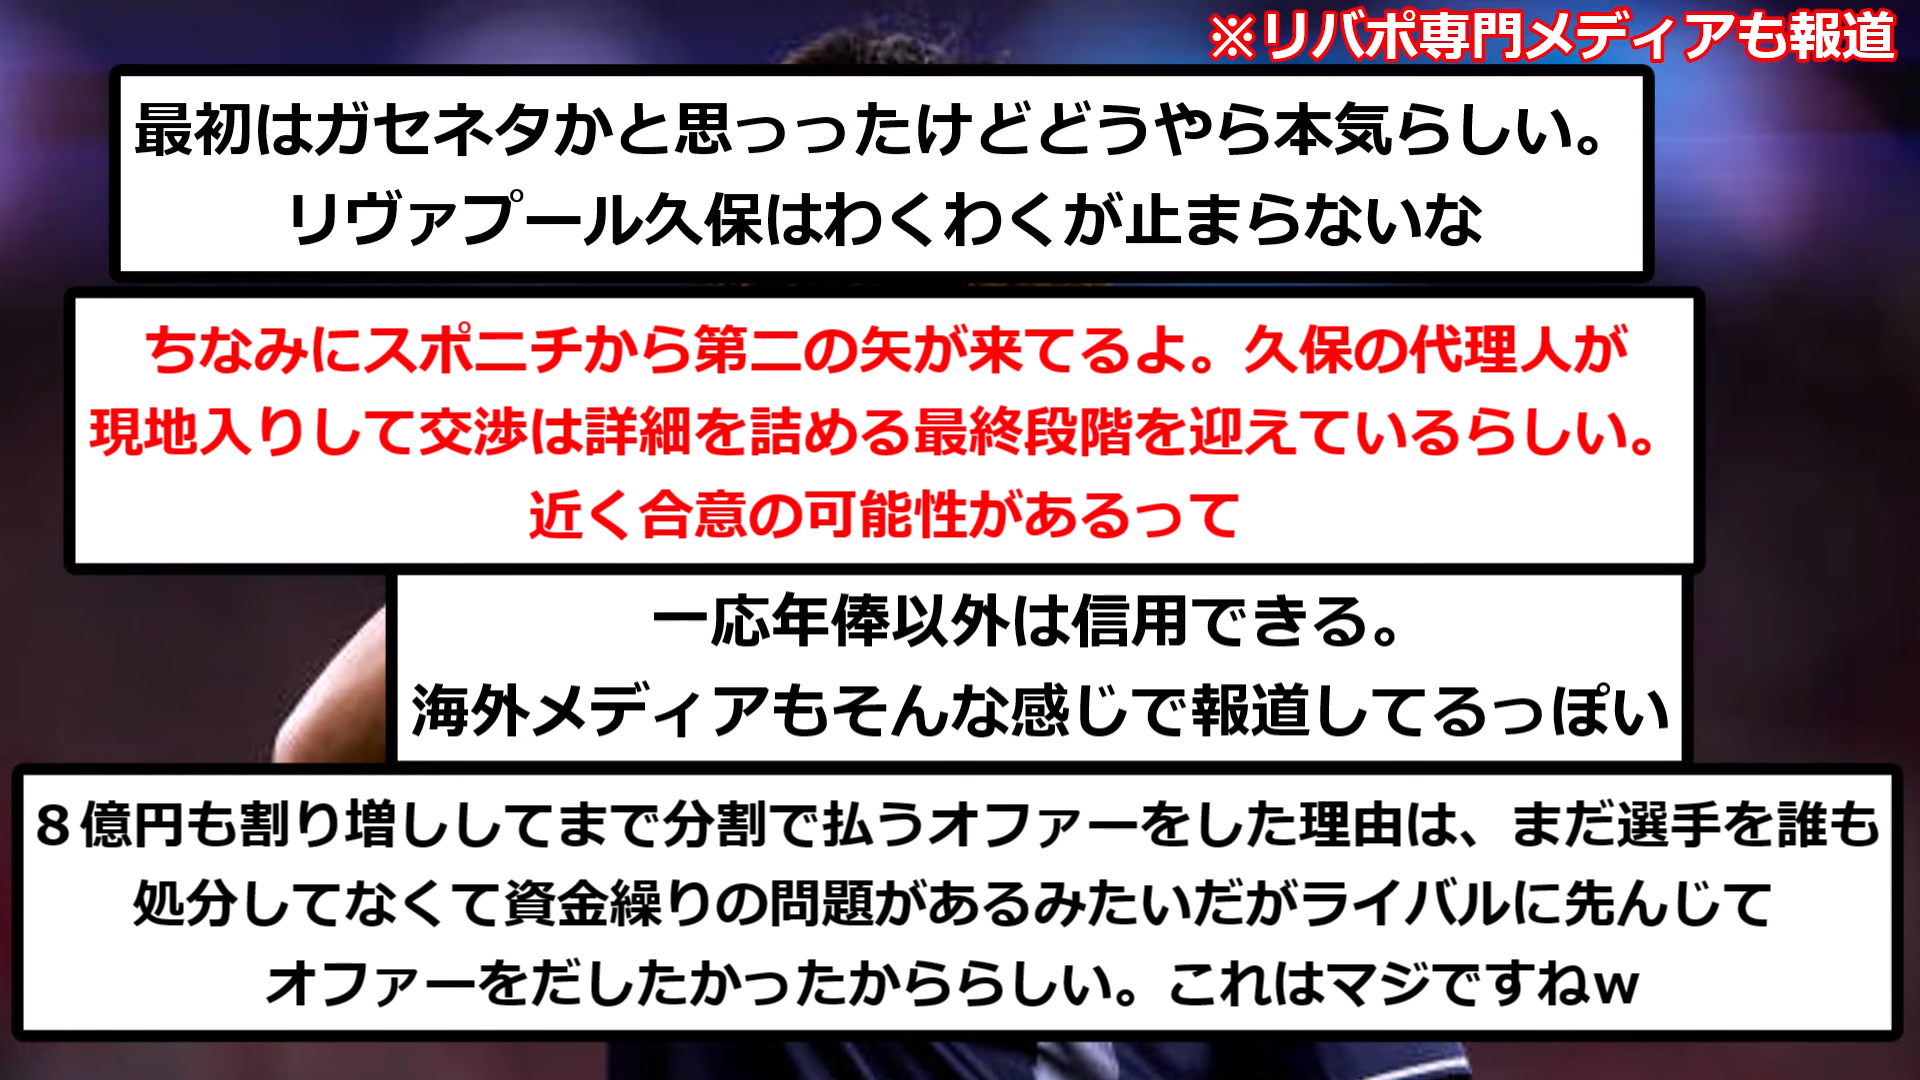 ※リバポ専門メディアも報道
最初はガセネタかと思っったけどどうやら本気らしい。
リヴァプール久保はわくわくが止まらないな
ちなみにスポニチから第二の矢が来てるよ。久保の代理人が
現地入りして交渉は詳細を詰める最終段階を迎えているらしい。
近く合意の可能性があるって
一応年俸以外は信用できる。
海外メディアもそんな感じで報道してるっぽい
８億円も割り増ししてまで分割で払うオファーをした理由は、まだ選手を誰も
処分してなくて資金繰りの問題があるみたいだがライバルに先んじて
オファーをだしたかったかららしい。これはマジですねｗ